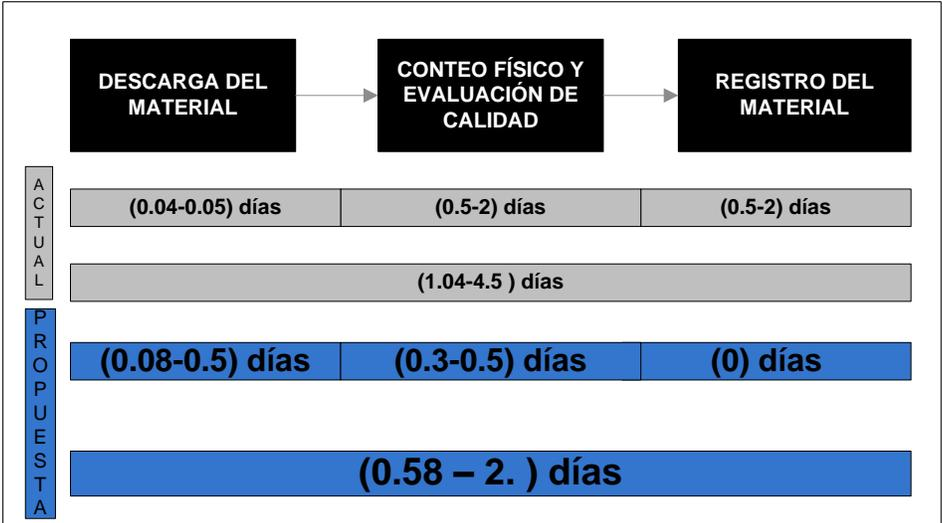 DESCARGA DEL
MATERIAL
CONTEO FÍSICO Y
EVALUACIÓN DE
CALIDAD
REGISTRO DEL
MATERIAL
ACTUAL
(0.04-0.05) días
(0.5-2) días
(0.5-2) días
(1.04-4.5 ) días
PROPUESTA
(0.08-0.5) días
(0.3-0.5) días
(0) días
(0.58 – 2. ) días